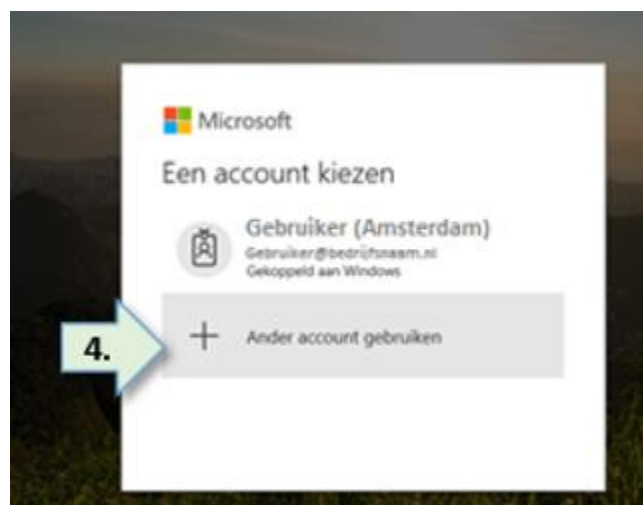 Microsoft
Een account kiezen
Gebruiker (Amsterdam)
Gebruiker@bedrijfsnaam.nl
Gekoppeld aan Windows
4.
Ander account gebruiken